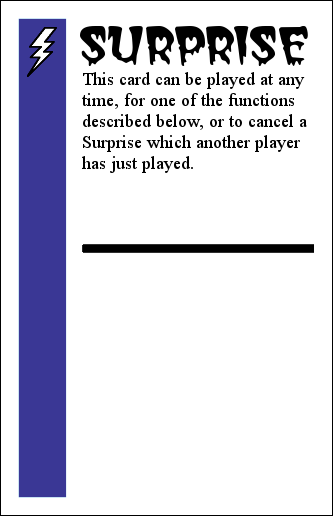 SURPRISE
This card can be played at any
time, for one of the functions
described below, or to cancel a
Surprise which another player
has just played.